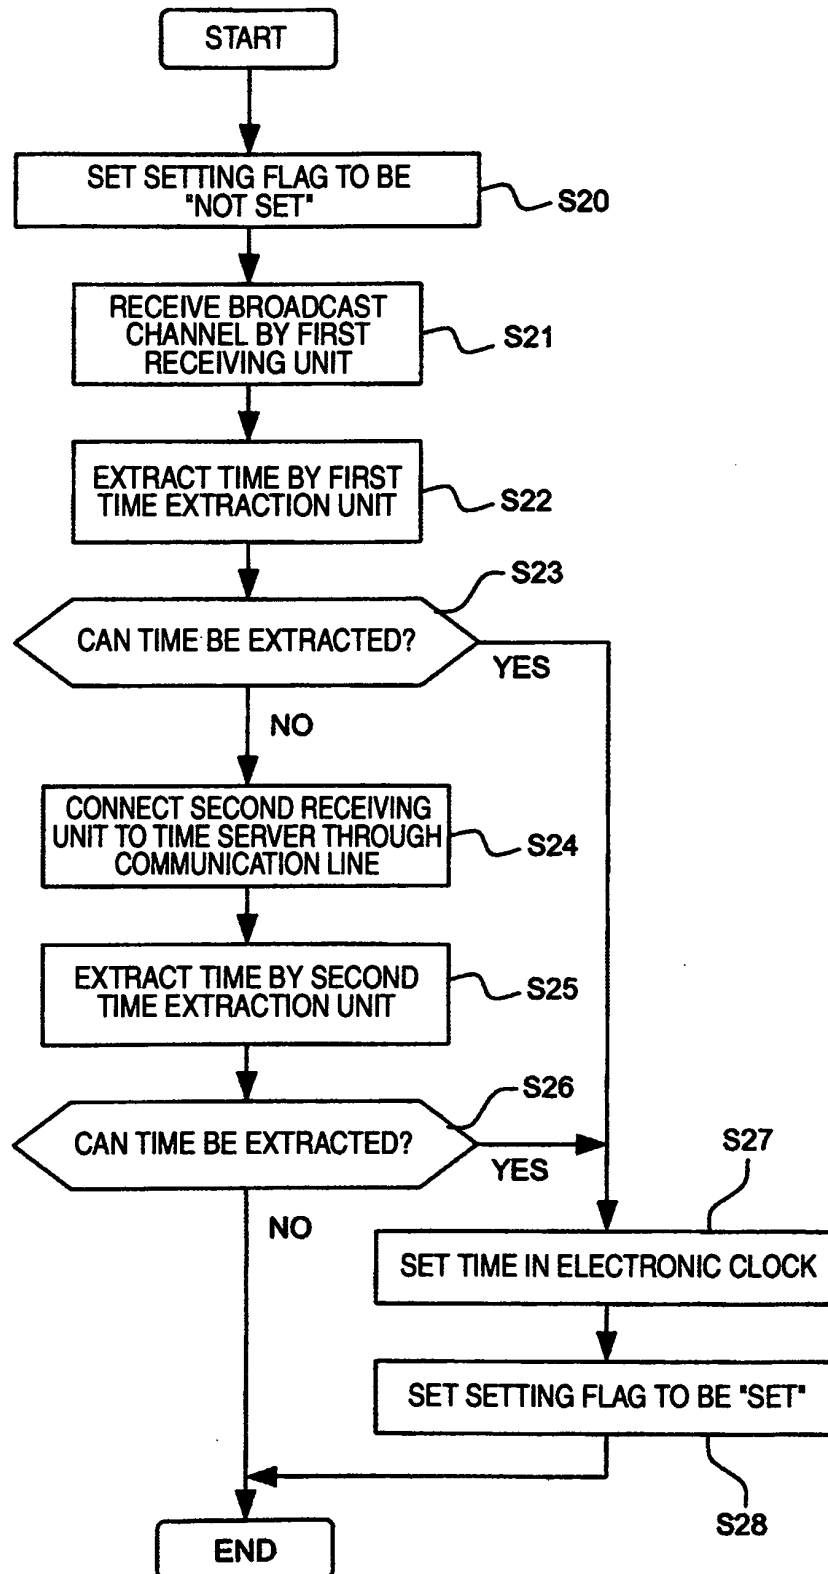 START
SET SETTING FLAG TO BE
"NOT SET"
S20
RECEIVE BROADCAST
CHANNEL BY FIRST
RECEIVING UNIT
S21
EXTRACT TIME BY FIRST
TIME EXTRACTION UNIT
S22
S23
CAN TIME BE EXTRACTED?
YES
NO
CONNECT SECOND RECEIVING
UNIT TO TIME SERVER THROUGH
COMMUNICATION LINE
S24
EXTRACT TIME BY SECOND
TIME EXTRACTION UNIT
S25
S26
CAN TIME BE EXTRACTED?
YES
NO
S27
SET TIME IN ELECTRONIC CLOCK
SET SETTING FLAG TO BE "SET"
S28
END